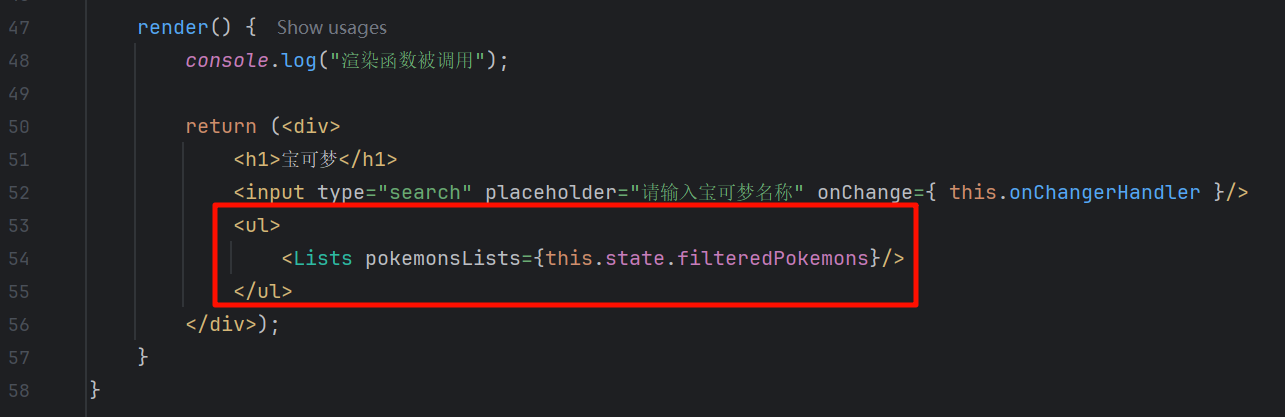 47 render() { Show usages
48 console.log("渲染函数被调用");
49
50 return (<div>
51 <h1>宝可梦</h1>
52 <input type="search" placeholder="请输入宝可梦名称" onChange={ this.onChangerHandler }/>
53 <ul>
54 <Lists pokemonsLists={this.state.filteredPokemons}/>
55 </ul>
56 </div>);
57 }
58 }